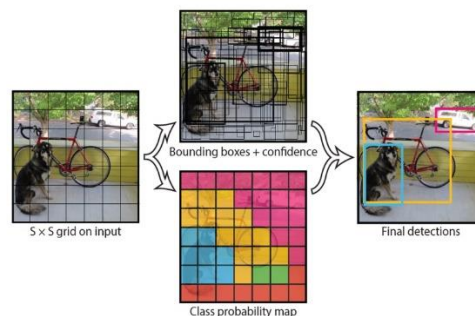 Bounding boxes + confidence
S × S grid on input
Final detections
Class probability map